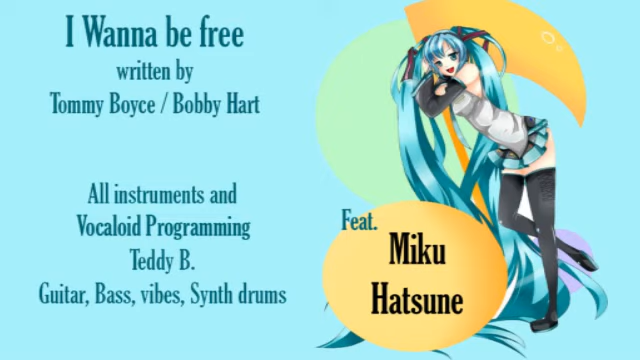 I Wanna be free
written by
Tommy Boyce / Bobby Hart
All instruments and
Vocaloid Programming
Teddy B.
Guitar, Bass, vibes, Synth drums
Feat.
Miku
Hatsune